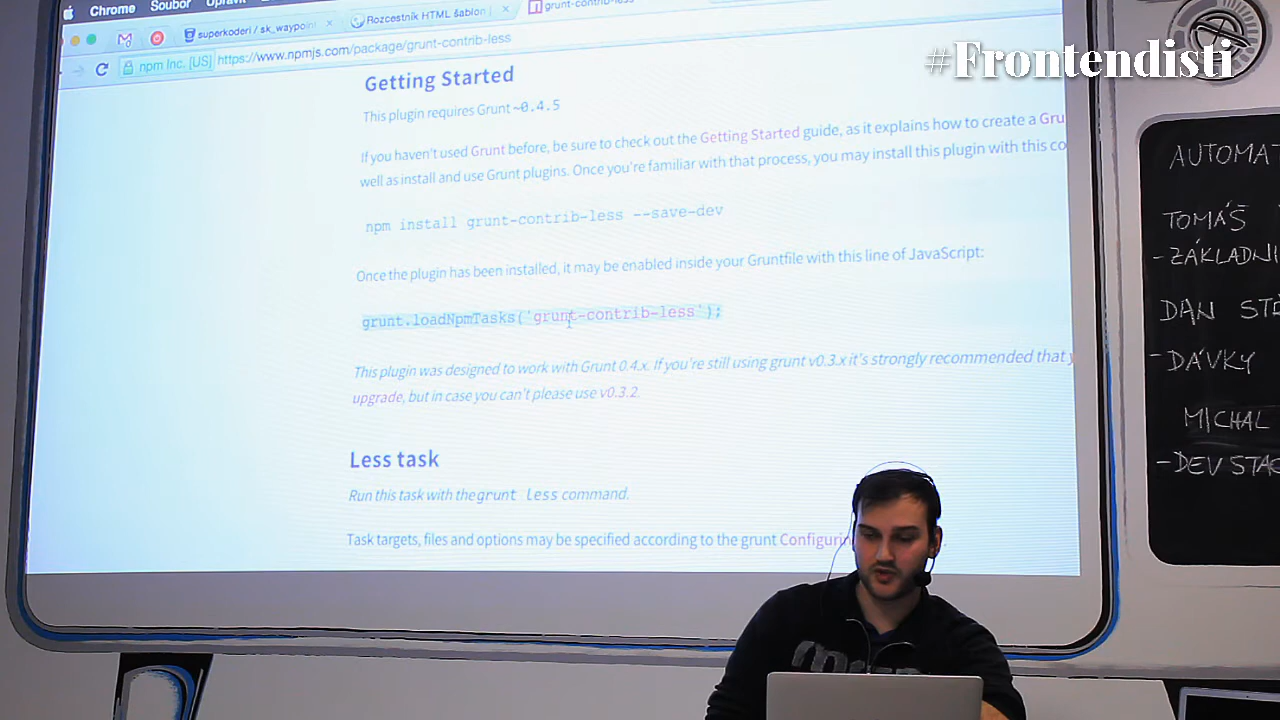 Chrome Soubor
superkoderi / sk_waypoint
Rozcestník HTML šablon
grunt-contrib-less
npm Inc. [US] https://www.npmjs.com/package/grunt-contrib-less
#Frontendisti
Getting Started
This plugin requires Grunt ~0.4.5
If you haven't used Grunt before, be sure to check out the Getting Started guide, as it explains how to create a Gru
well as install and use Grunt plugins. Once you're familiar with that process, you may install this plugin with this co
npm install grunt-contrib-less --save-dev
Once the plugin has been installed, it may be enabled inside your Gruntfile with this line of JavaScript:
grunt.loadNpmTasks('grunt-contrib-less');
This plugin was designed to work with Grunt 0.4.x. If you're still using grunt v0.3.x it's strongly recommended that y
upgrade, but in case you can't please use v0.3.2.
Less task
Run this task with the grunt less command.
Task targets, files and options may be specified according to the grunt Configurin
AUTOMAT
TOMÁŠ
- ZÁKLADNI
DAN STE
- DÁVKY
MICHAL
- DEV STAC